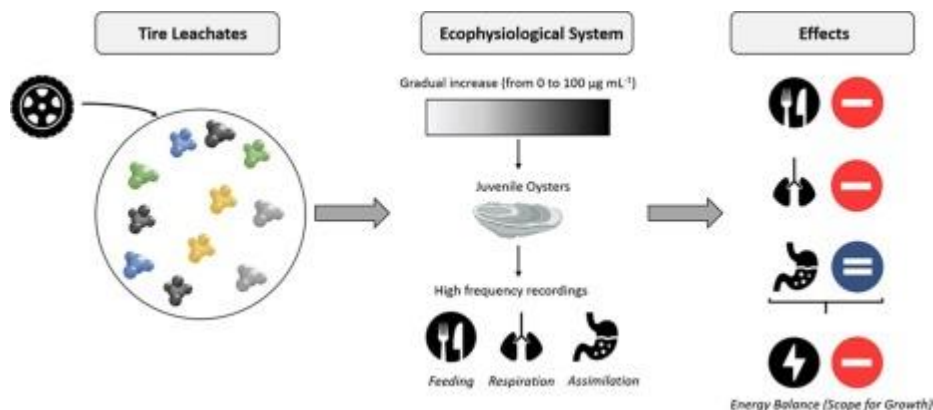 Tire Leachates
Ecophysiological System
Effects
Gradual increase (from 0 to 100 µg mL⁻¹)
Juvenile Oysters
High frequency recordings
Feeding
Respiration
Assimilation
Energy Balance (Scope for Growth)